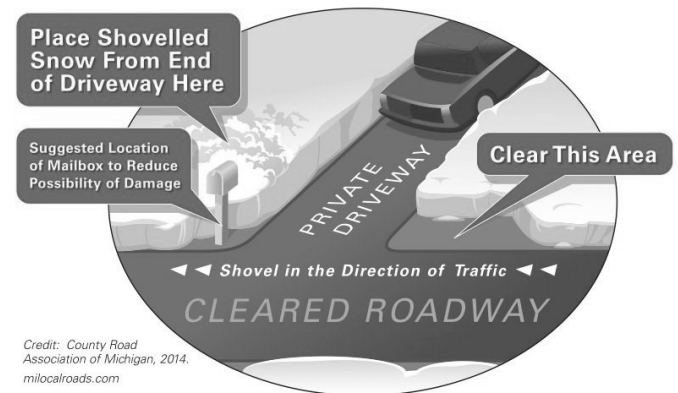 Place Shovelled
Snow From End
of Driveway Here
Suggested Location
of Mailbox to Reduce
Possibility of Damage
Clear This Area
PRIVATE
DRIVEWAY
Shovel in the Direction of Traffic
CLEARED ROADWAY
Credit: County Road
Association of Michigan, 2014.
milocalroads.com